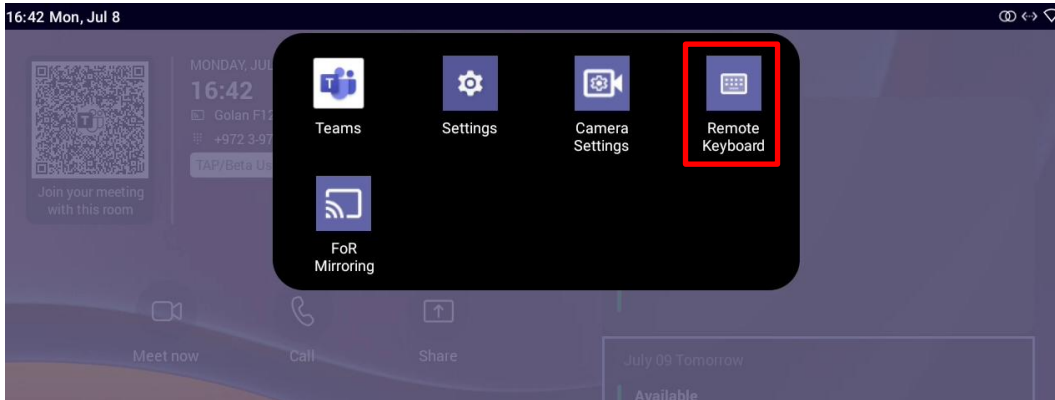 16:42 Mon, Jul 8
MONDAY, JUL
16:42
Golan F12
+972 3-97
TAP/Beta Us
Join your meeting
with this room
Teams
Settings
Camera
Settings
Remote
Keyboard
FoR
Mirroring
Meet now
Call
Share
July 09 Tomorrow
Available